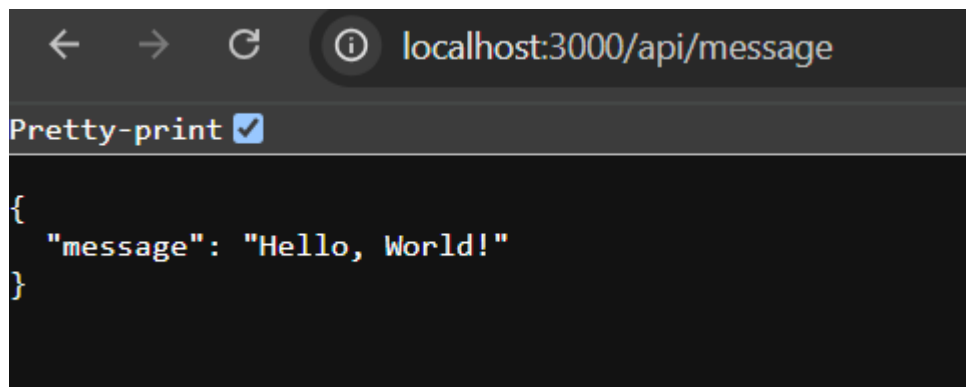 localhost:3000/api/message
Pretty-print
{
"message": "Hello, World!"
}